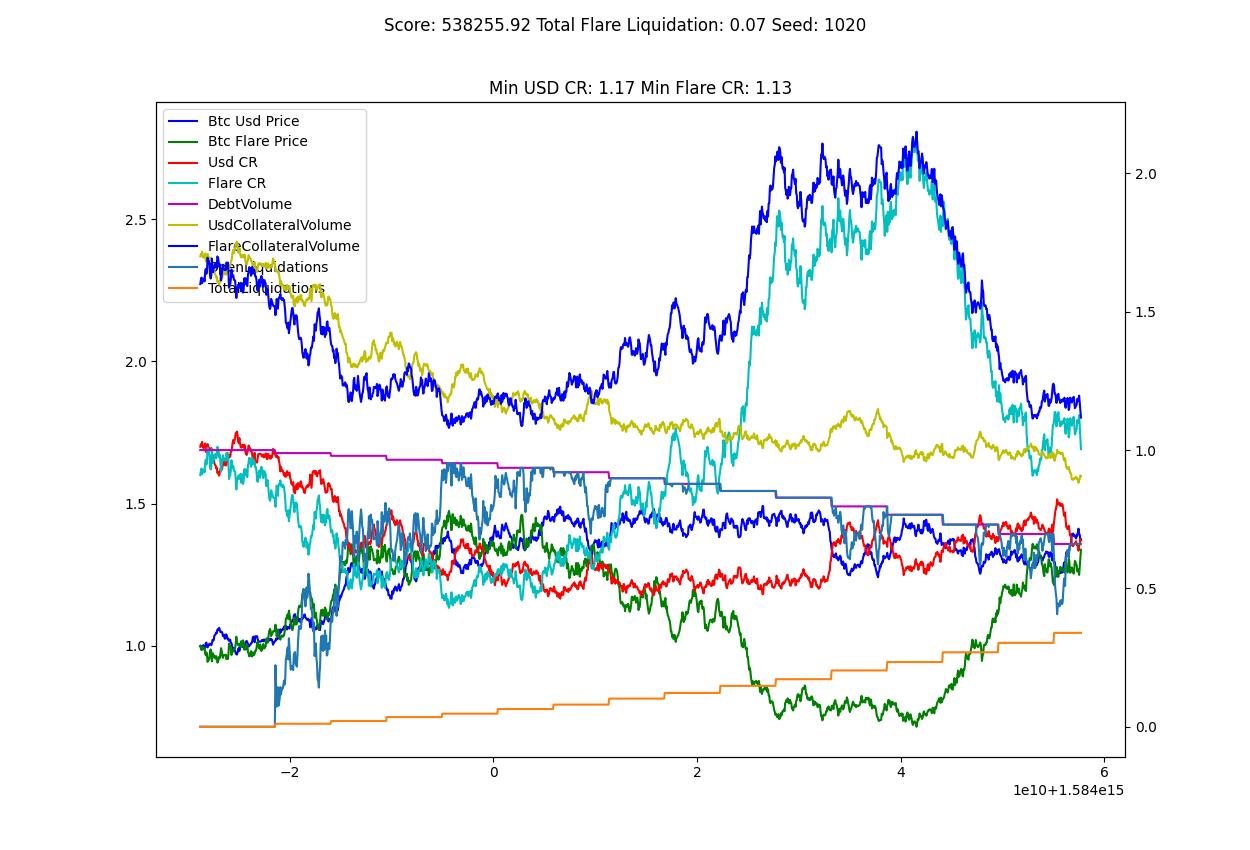 Score: 538255.92 Total Flare Liquidation: 0.07 Seed: 1020
Min USD CR: 1.17 Min Flare CR: 1.13
Btc Usd Price
Btc Flare Price
Usd CR
Flare CR
DebtVolume
UsdCollateralVolume
FlareCollateralVolume
OpenLiquidations
TotalLiquidations
2.5
2.0
1.5
1.0
2.0
1.5
1.0
0.5
0.0
−2
0
2
4
6
1e10+1.584e15